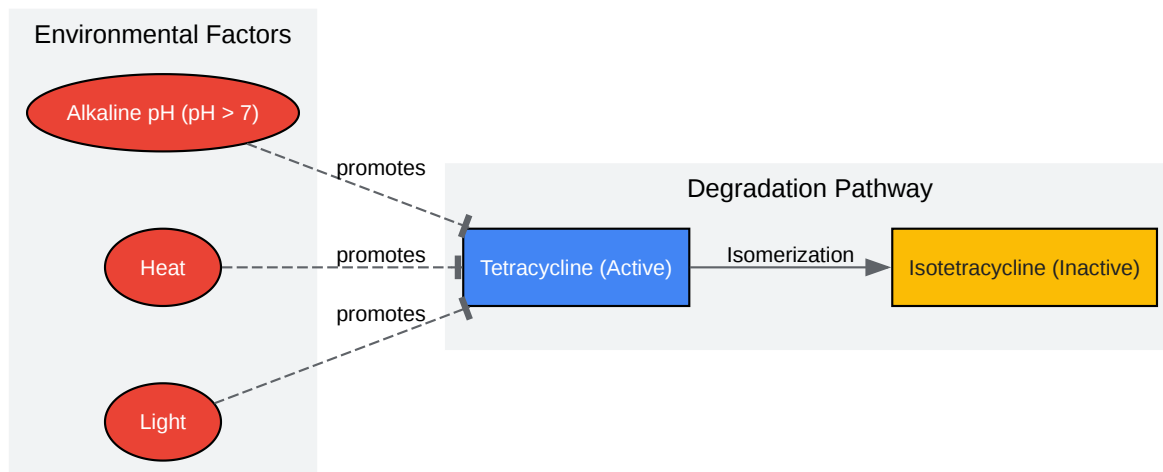 Environmental Factors
Alkaline pH (pH > 7)
promotes
Degradation Pathway
Heat
promotes
Tetracycline (Active)
Isomerization
Isotetracycline (Inactive)
promotes
Light